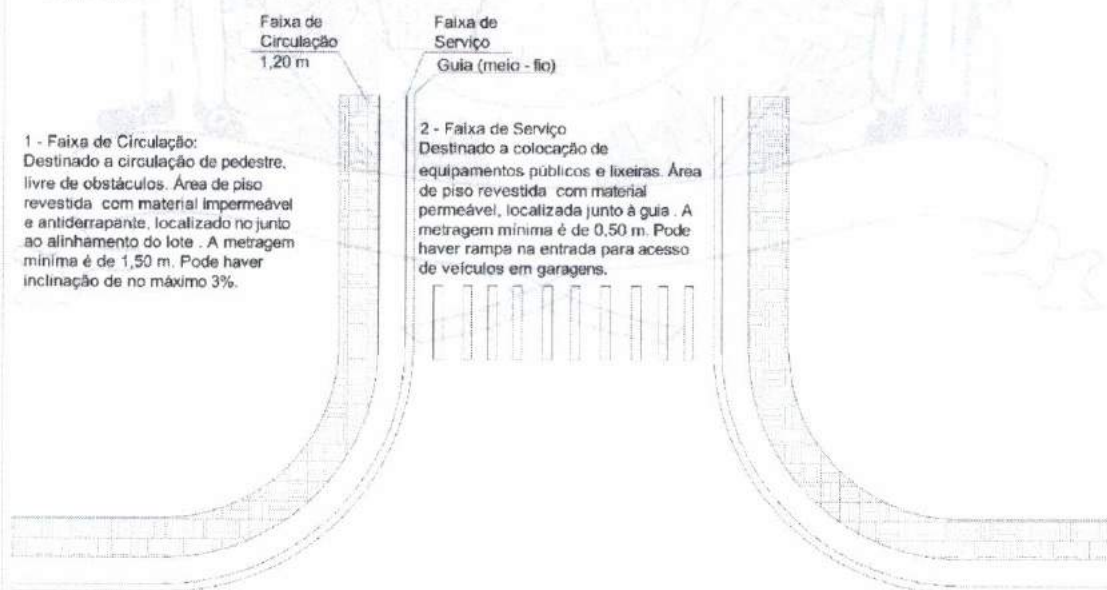 Faixa de
Circulação
1,20 m
Faixa de
Serviço
Guia (meio - fio)
1 - Faixa de Circulação:
Destinado a circulação de pedestre,
livre de obstáculos. Área de piso
revestida com material impermeável
e antiderrapante, localizado no junto
ao alinhamento do lote . A metragem
mínima é de 1,50 m. Pode haver
inclinação de no máximo 3%.
2 - Faixa de Serviço
Destinado a colocação de
equipamentos públicos e lixeiras. Área
de piso revestida com material
permeável, localizada junto à guia . A
metragem mínima é de 0,50 m. Pode
haver rampa na entrada para acesso
de veículos em garagens.